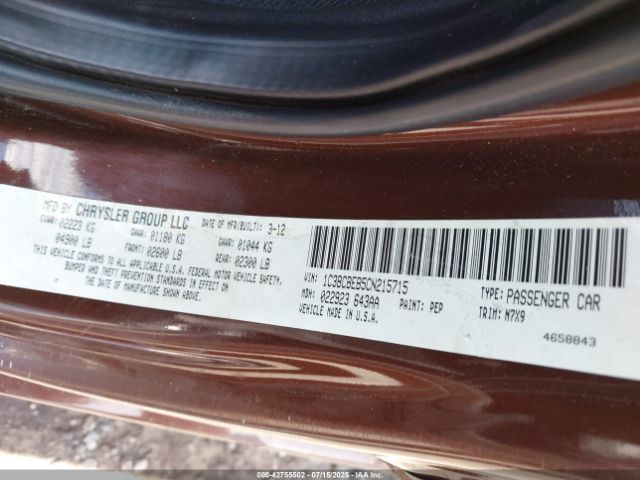 MFD BY CHRYSLER GROUP LLC DATE OF MFR(BUILT): 3-12
GVWR: 02223 KG GAWR: 01180 KG GAWR: 01044 KG
04900 LB FRONT: 02600 LB REAR: 02300 LB
THIS VEHICLE CONFORMS TO ALL APPLICABLE U.S.A. FEDERAL MOTOR VEHICLE SAFETY,
BUMPER AND THEFT PREVENTION STANDARDS IN EFFECT ON
THE DATE OF MANUFACTURE SHOWN ABOVE.
VIN: 1C3BCBEB5CN215715 TYPE: PASSENGER CAR
MDH: 022923 643AA PAINT: PEP TRIM: N7X9
VEHICLE MADE IN U.S.A.
4658843
000-42755502 07/15/2025 IAAI.COM